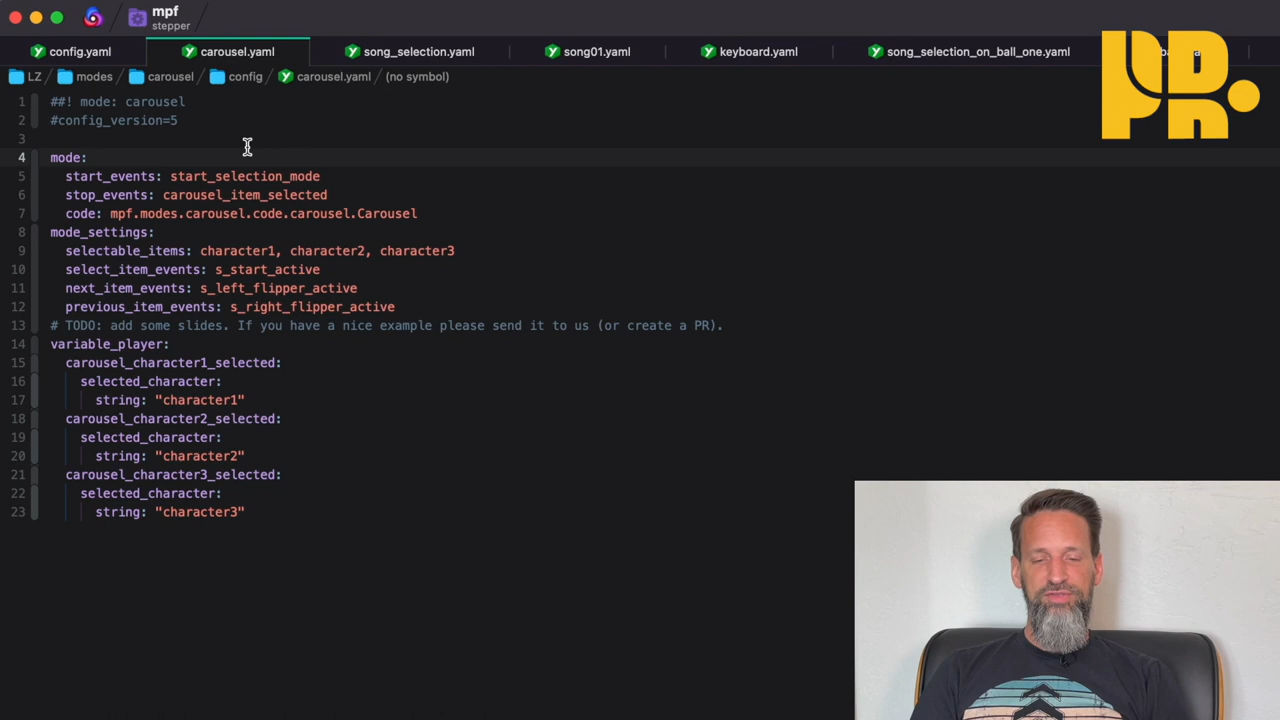 mpf
stepper
config.yaml
carousel.yaml
song_selection.yaml
song01.yaml
keyboard.yaml
song_selection_on_ball_one.yaml
LZ modes carousel config carousel.yaml (no symbol)
1 ##! mode: carousel
2 #config_version=5
3
4 mode:
5 start_events: start_selection_mode
6 stop_events: carousel_item_selected
7 code: mpf.modes.carousel.code.carousel.Carousel
8 mode_settings:
9 selectable_items: character1, character2, character3
10 select_item_events: s_start_active
11 next_item_events: s_left_flipper_active
12 previous_item_events: s_right_flipper_active
13 # TODO: add some slides. If you have a nice example please send it to us (or create a PR).
14 variable_player:
15 carousel_character1_selected:
16 selected_character:
17 string: "character1"
18 carousel_character2_selected:
19 selected_character:
20 string: "character2"
21 carousel_character3_selected:
22 selected_character:
23 string: "character3"